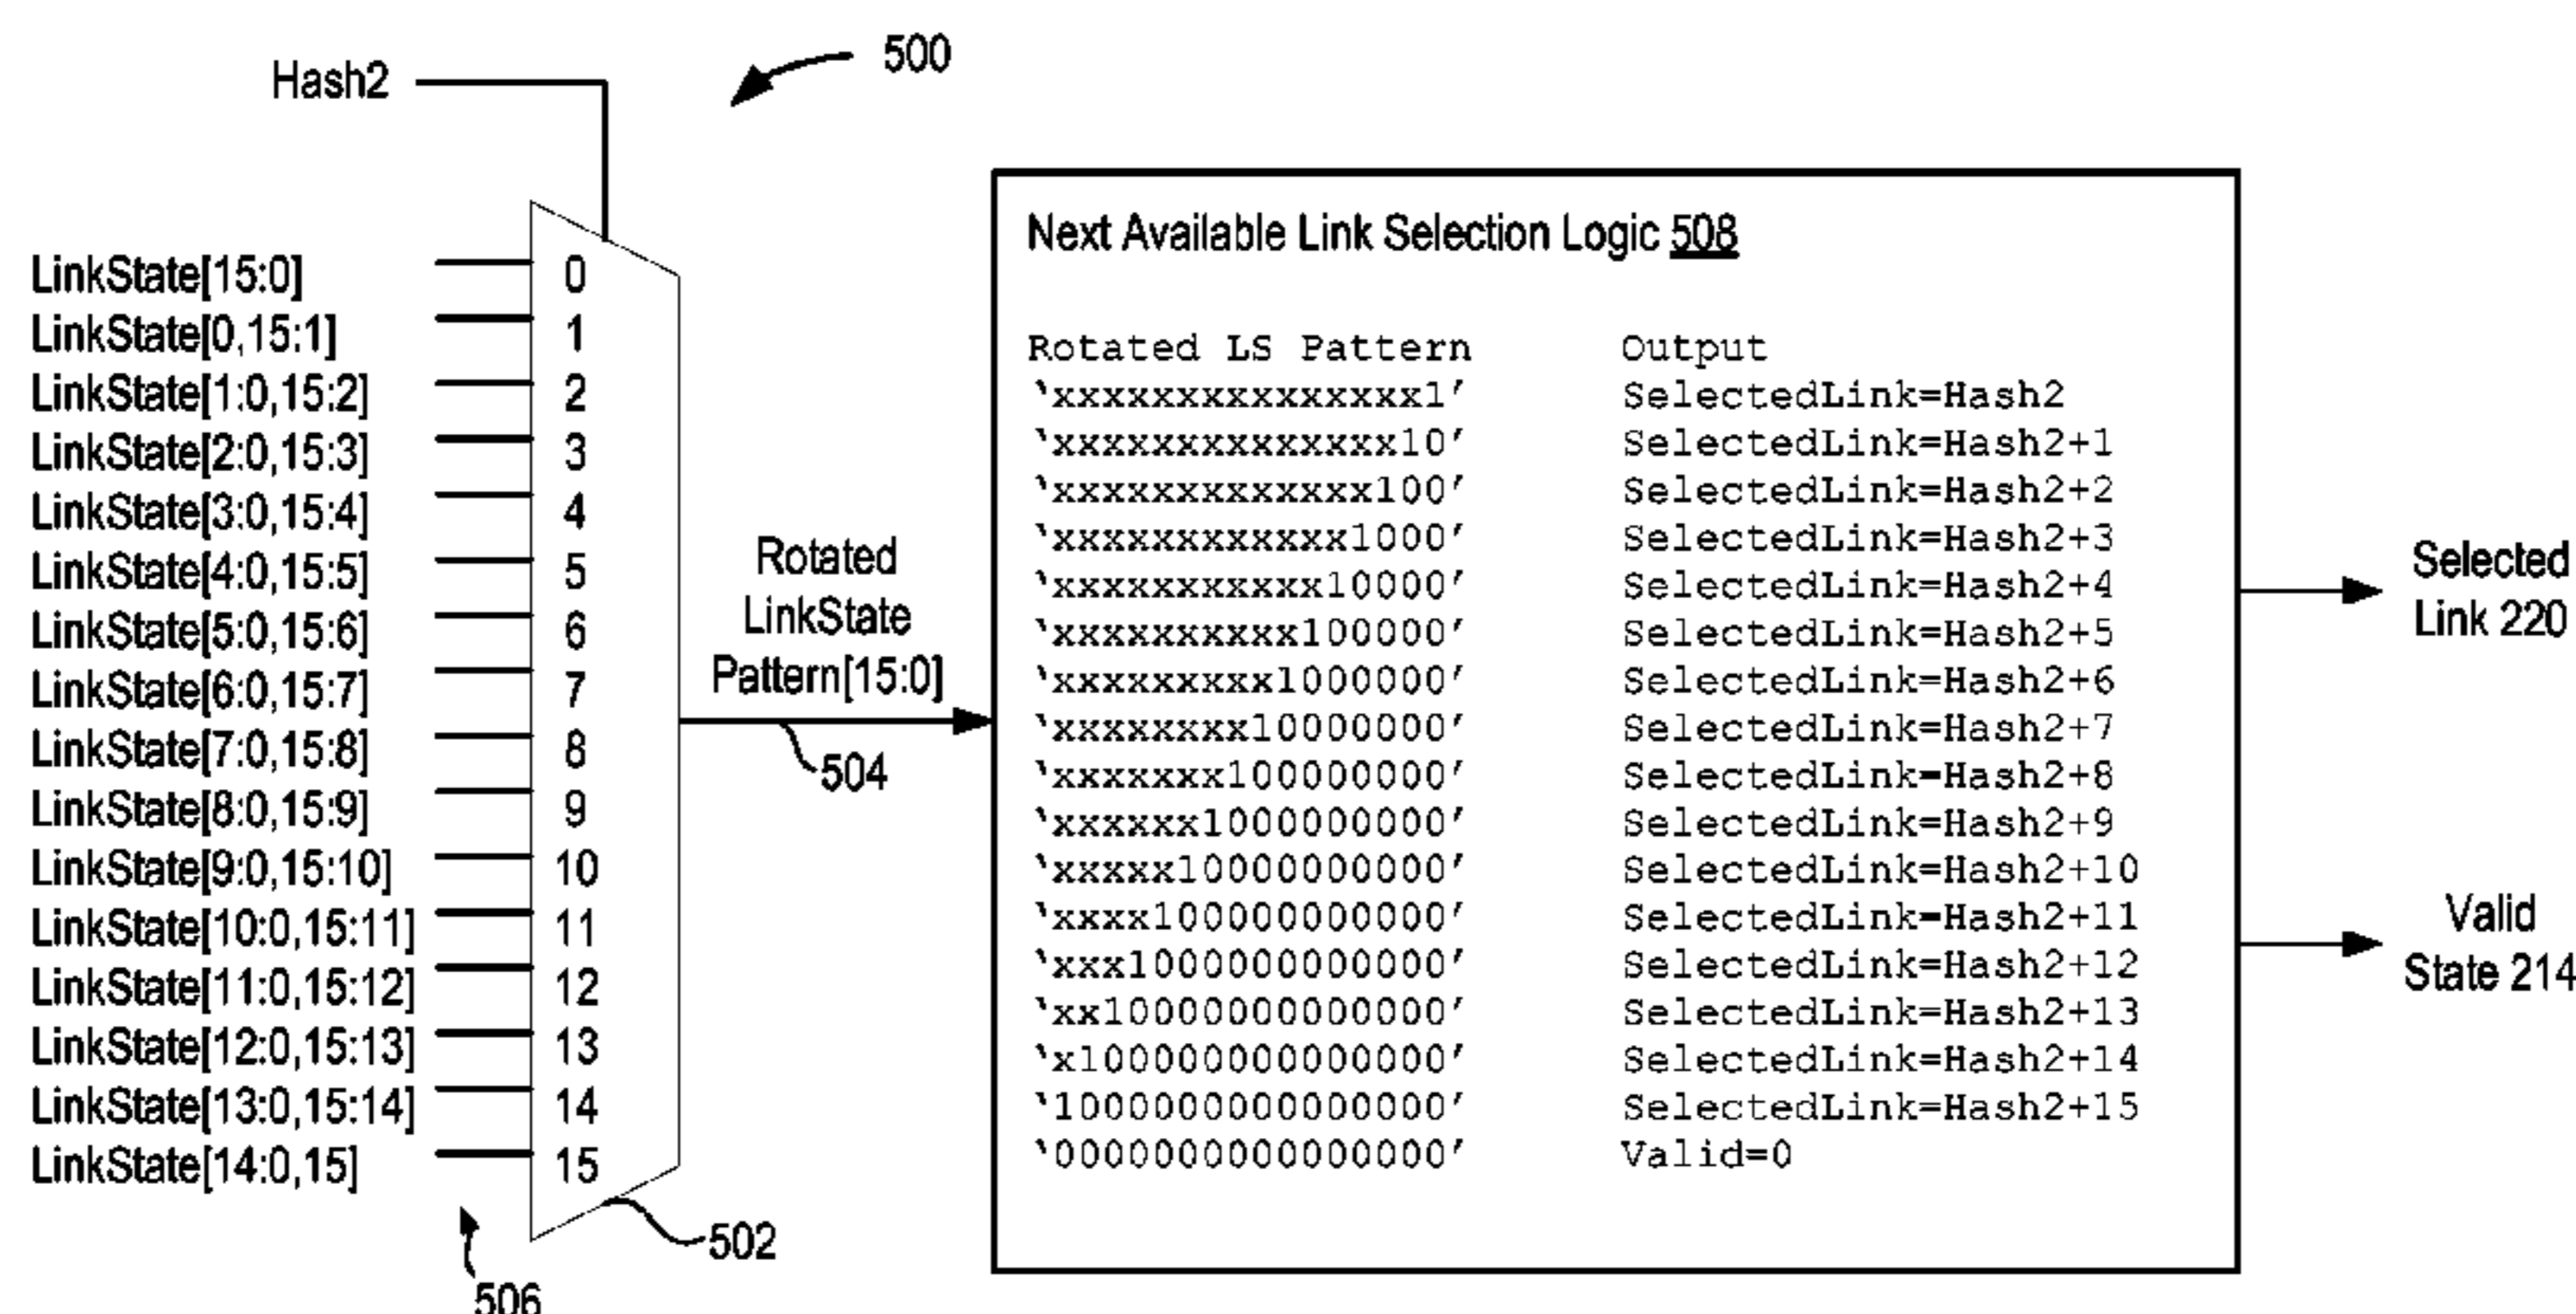 500
Hash2
LinkState[15:0]
LinkState[0,15:1]
LinkState[1:0,15:2]
LinkState[2:0,15:3]
LinkState[3:0,15:4]
LinkState[4:0,15:5]
LinkState[5:0,15:6]
LinkState[6:0,15:7]
LinkState[7:0,15:8]
LinkState[8:0,15:9]
LinkState[9:0,15:10]
LinkState[10:0,15:11]
LinkState[11:0,15:12]
LinkState[12:0,15:13]
LinkState[13:0,15:14]
LinkState[14:0,15]
0
1
2
3
4
5
6
7
8
9
10
11
12
13
14
15
506
502
Rotated
LinkState
Pattern[15:0]
504
Next Available Link Selection Logic 508
Rotated LS Pattern Output
‘xxxxxxxxxxxxxxx1’ SelectedLink=Hash2
‘xxxxxxxxxxxxxx10’ SelectedLink=Hash2+1
‘xxxxxxxxxxxxx100’ SelectedLink=Hash2+2
‘xxxxxxxxxxxx1000’ SelectedLink=Hash2+3
‘xxxxxxxxxxx10000’ SelectedLink=Hash2+4
‘xxxxxxxxxx100000’ SelectedLink=Hash2+5
‘xxxxxxxxx1000000’ SelectedLink=Hash2+6
‘xxxxxxxx10000000’ SelectedLink=Hash2+7
‘xxxxxxx100000000’ SelectedLink=Hash2+8
‘xxxxxx1000000000’ SelectedLink=Hash2+9
‘xxxxx10000000000’ SelectedLink=Hash2+10
‘xxxx100000000000’ SelectedLink=Hash2+11
‘xxx1000000000000’ SelectedLink=Hash2+12
‘xx10000000000000’ SelectedLink=Hash2+13
‘x100000000000000’ SelectedLink=Hash2+14
‘1000000000000000’ SelectedLink=Hash2+15
‘0000000000000000’ Valid=0
Selected
Link 220
Valid
State 214